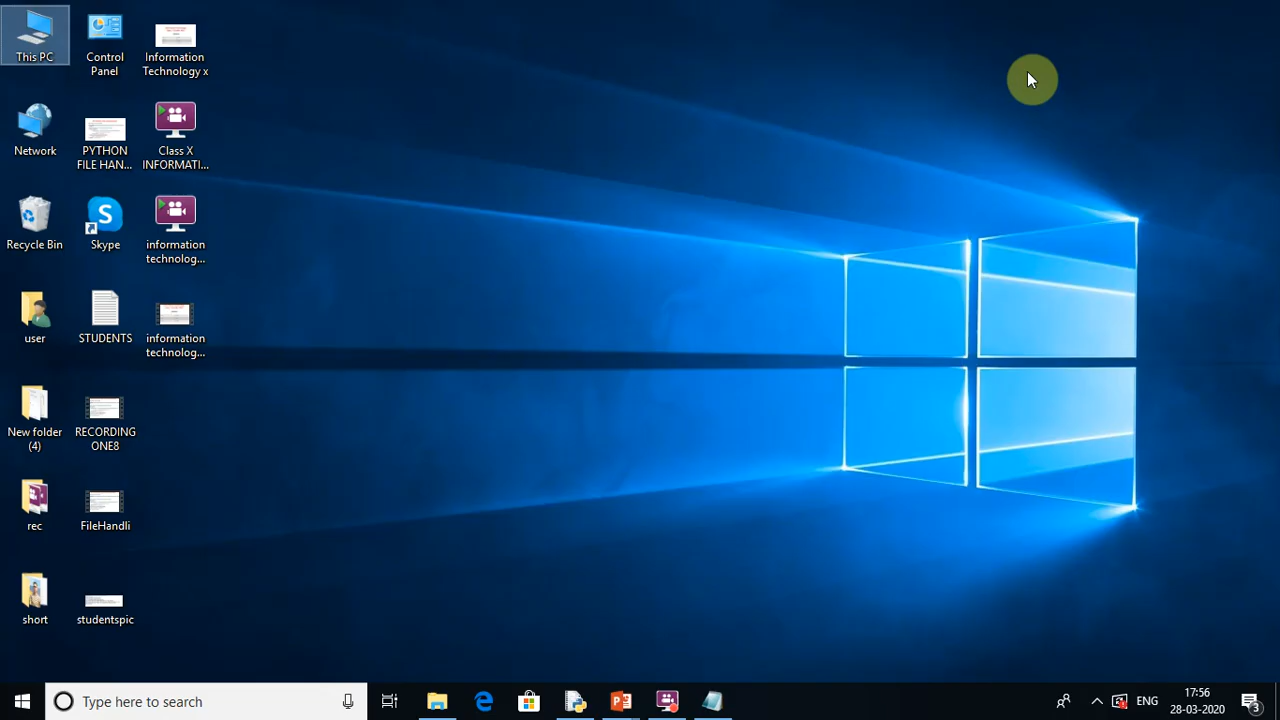 This PC
Control
Panel
Information
Technology x
Network
PYTHON
FILE HAN...
Class X
INFORMATI...
Recycle Bin
Skype
information
technolog...
user
STUDENTS
information
technolog...
New folder
(4)
RECORDING
ONE8
rec
FileHandli
short
studentspic
Type here to search
ENG
17:56
28-03-2020
3